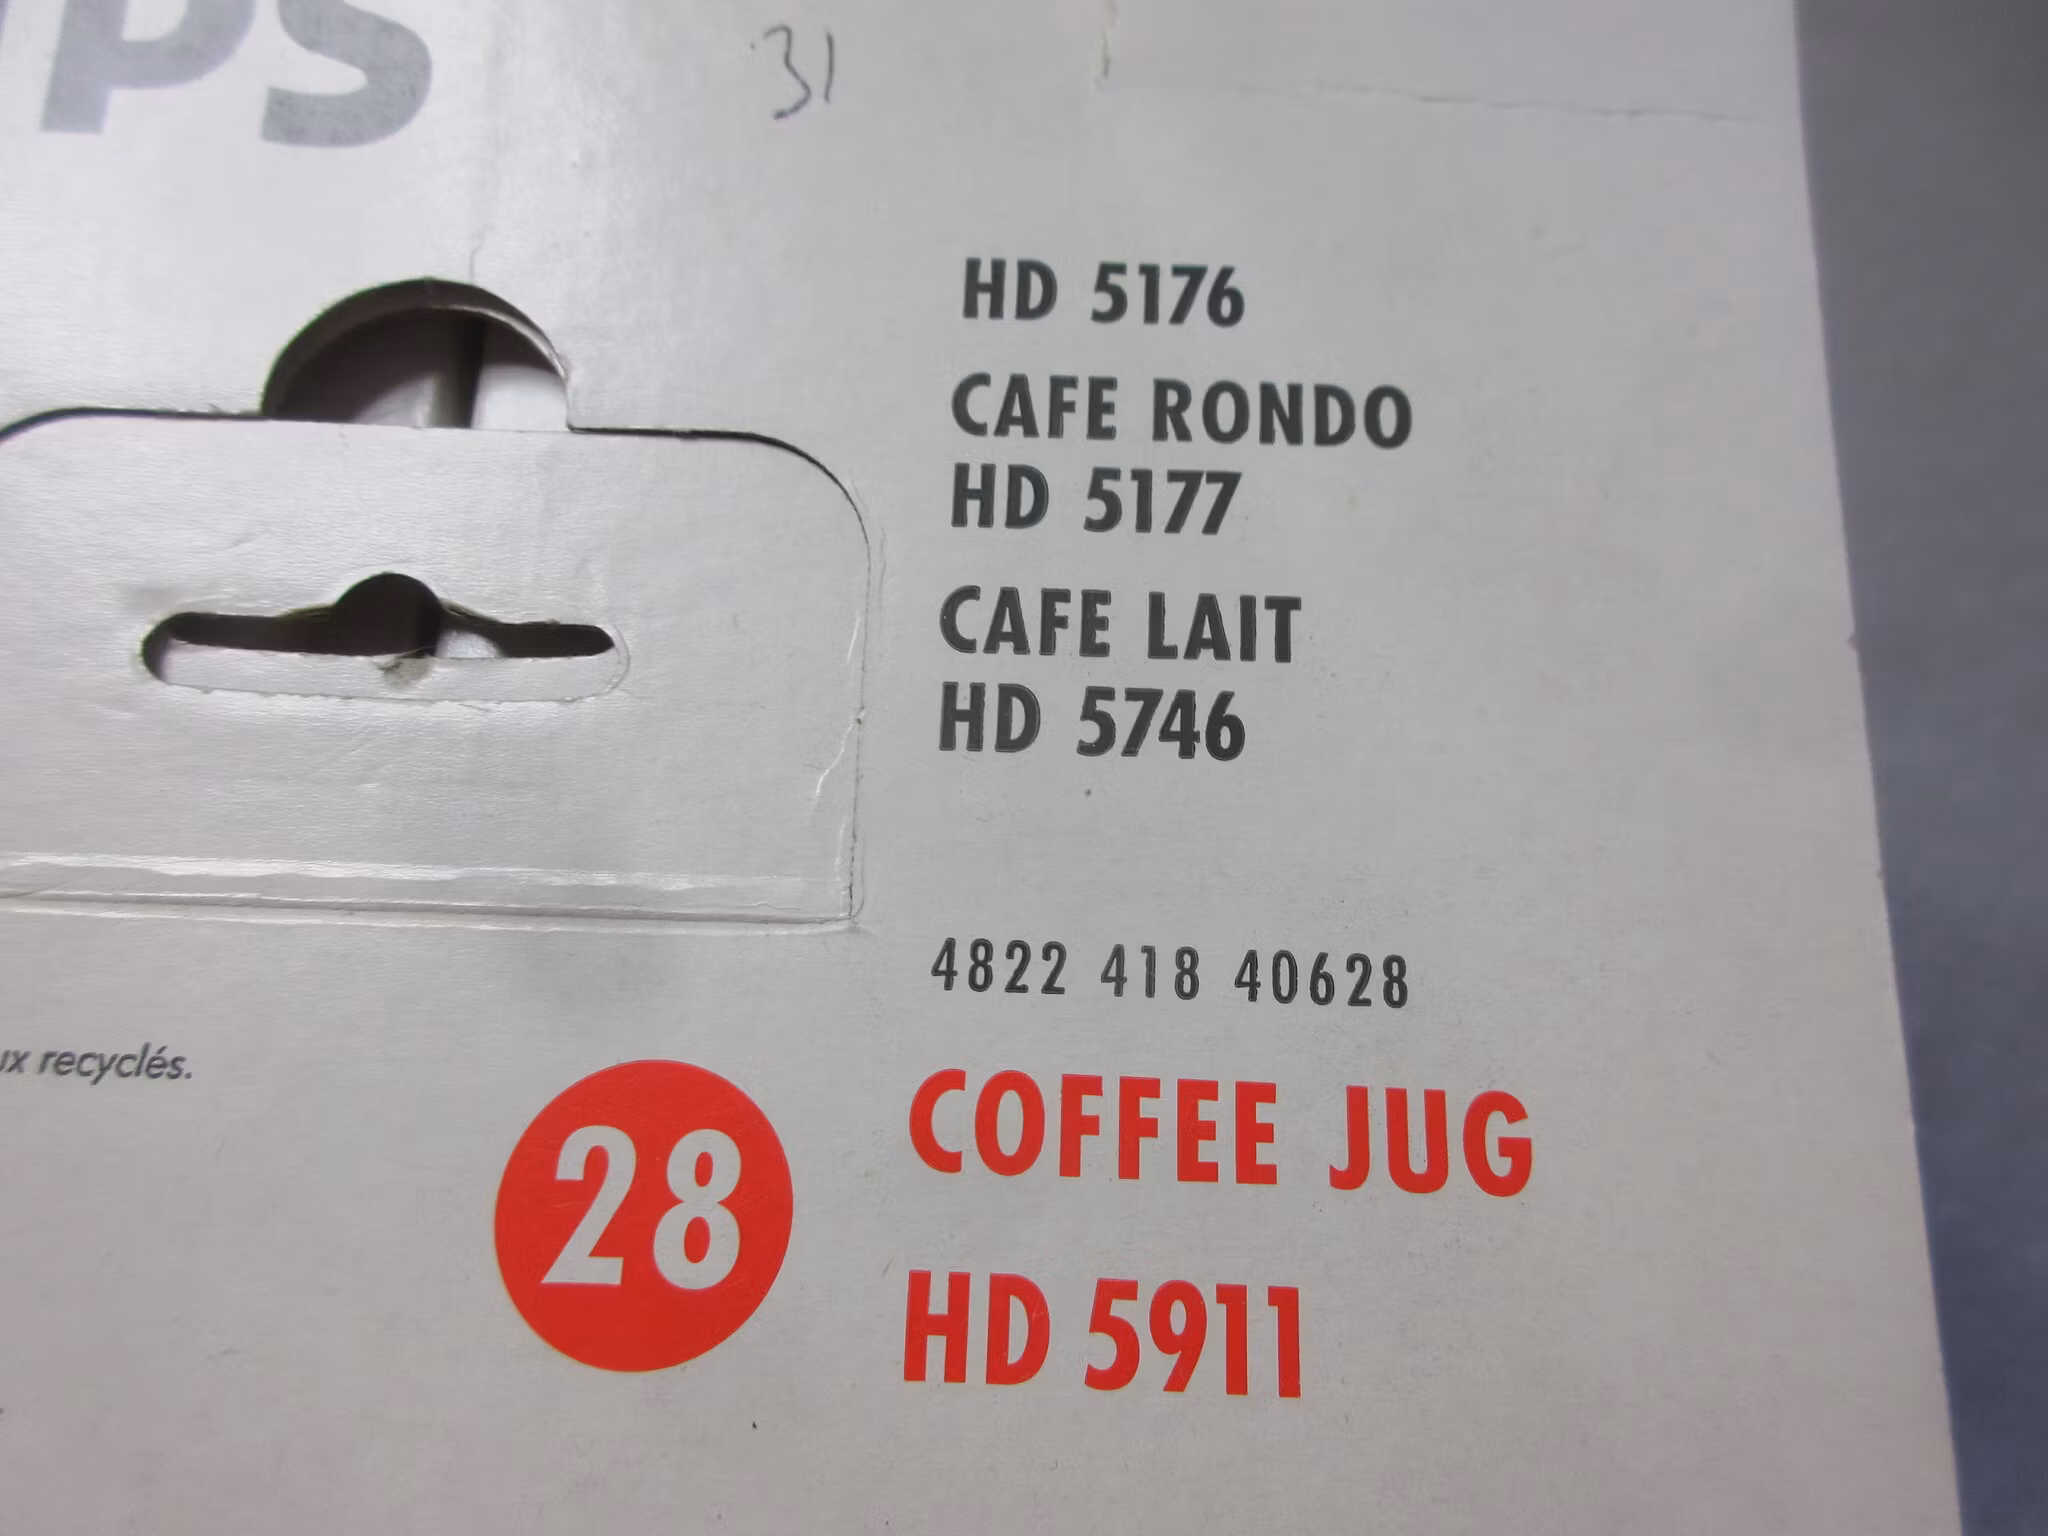 PS
31
HD 5176
CAFE RONDO
HD 5177
CAFE LAIT
HD 5746
4822 418 40628
ux recyclés.
28 COFFEE JUG
HD 5911